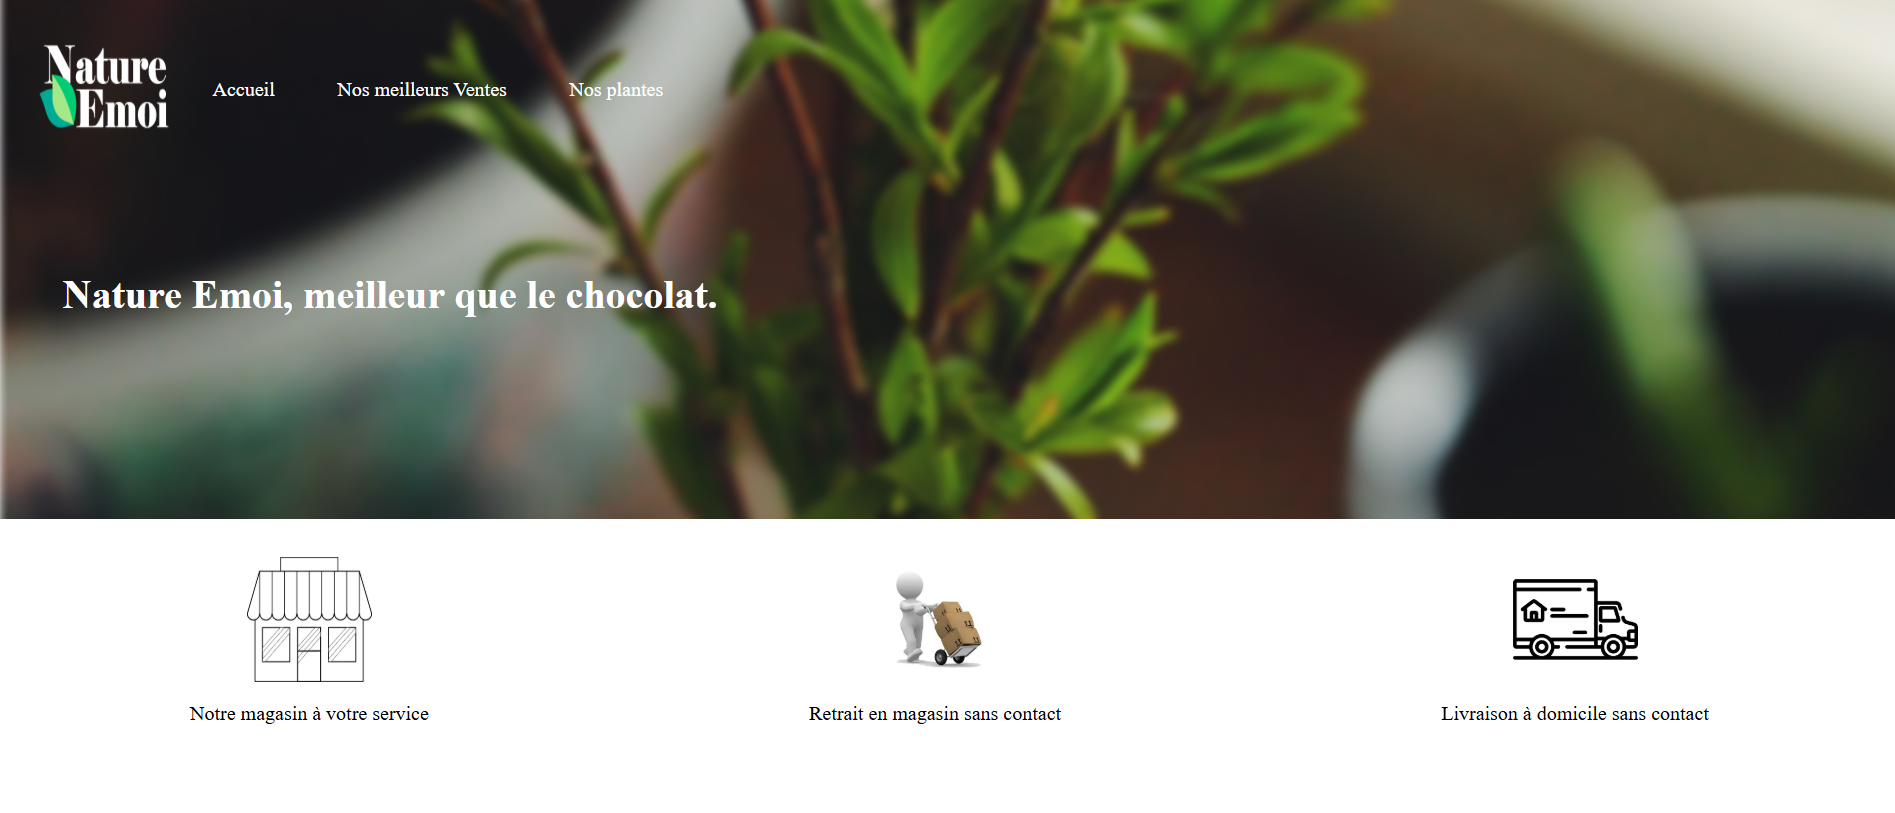 Nature
Emoi
Accueil
Nos meilleurs Ventes
Nos plantes
Nature Emoi, meilleur que le chocolat.
Notre magasin à votre service
Retrait en magasin sans contact
Livraison à domicile sans contact